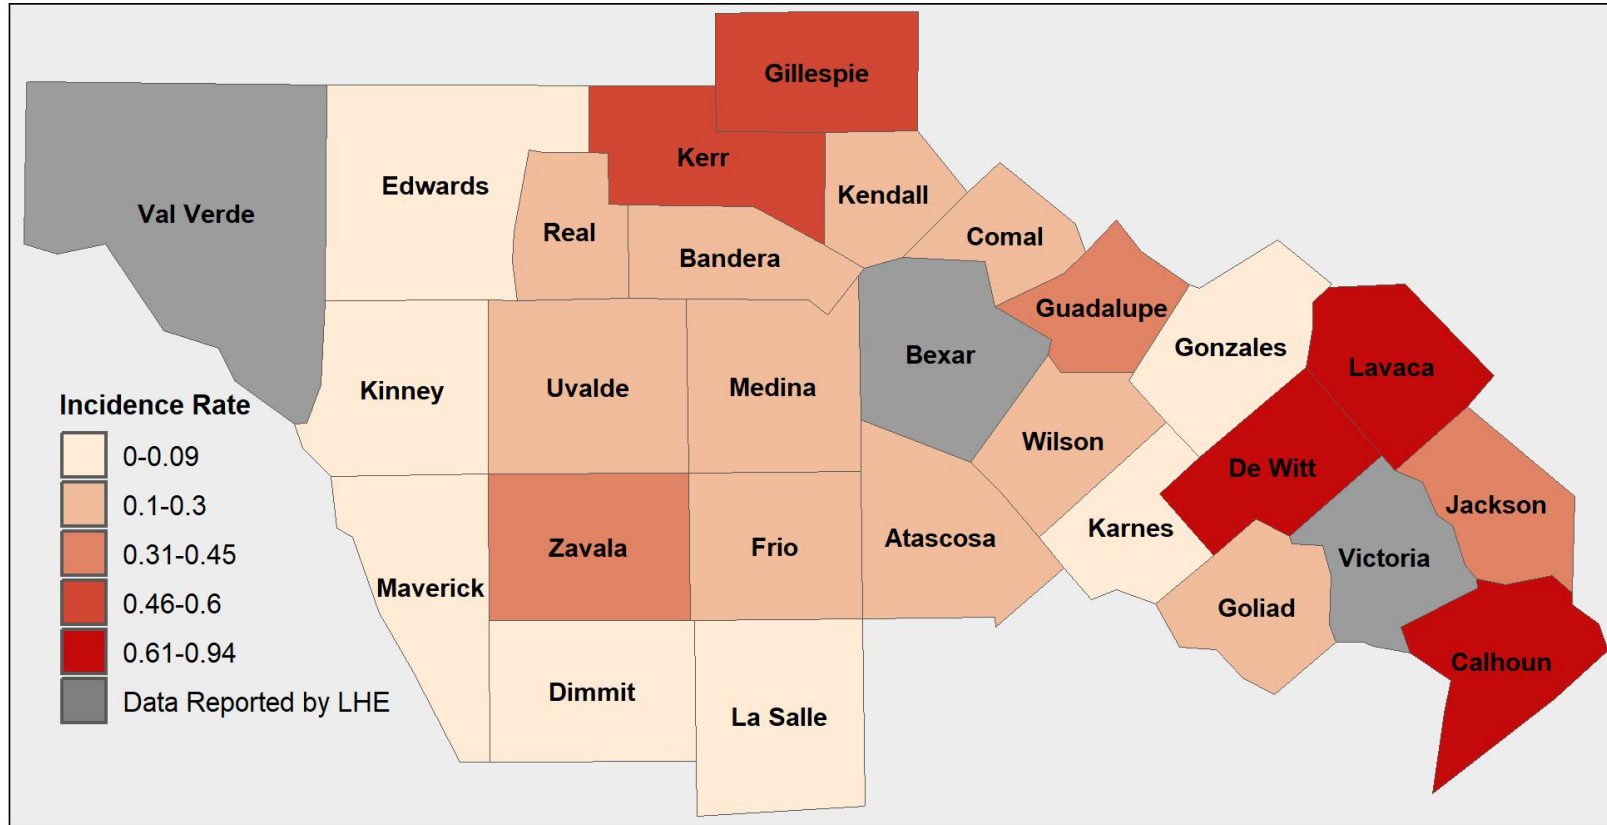 Gillespie
Kerr
Edwards
Kendall
Val Verde
Real
Comal
Bandera
Guadalupe
Gonzales
Bexar
Lavaca
Kinney
Uvalde
Medina
Incidence Rate
0-0.09
0.1-0.3
0.31-0.45
0.46-0.6
0.61-0.94
Data Reported by LHE
Wilson
De Witt
Jackson
Karnes
Atascosa
Zavala
Frio
Victoria
Maverick
Goliad
Calhoun
Dimmit
La Salle